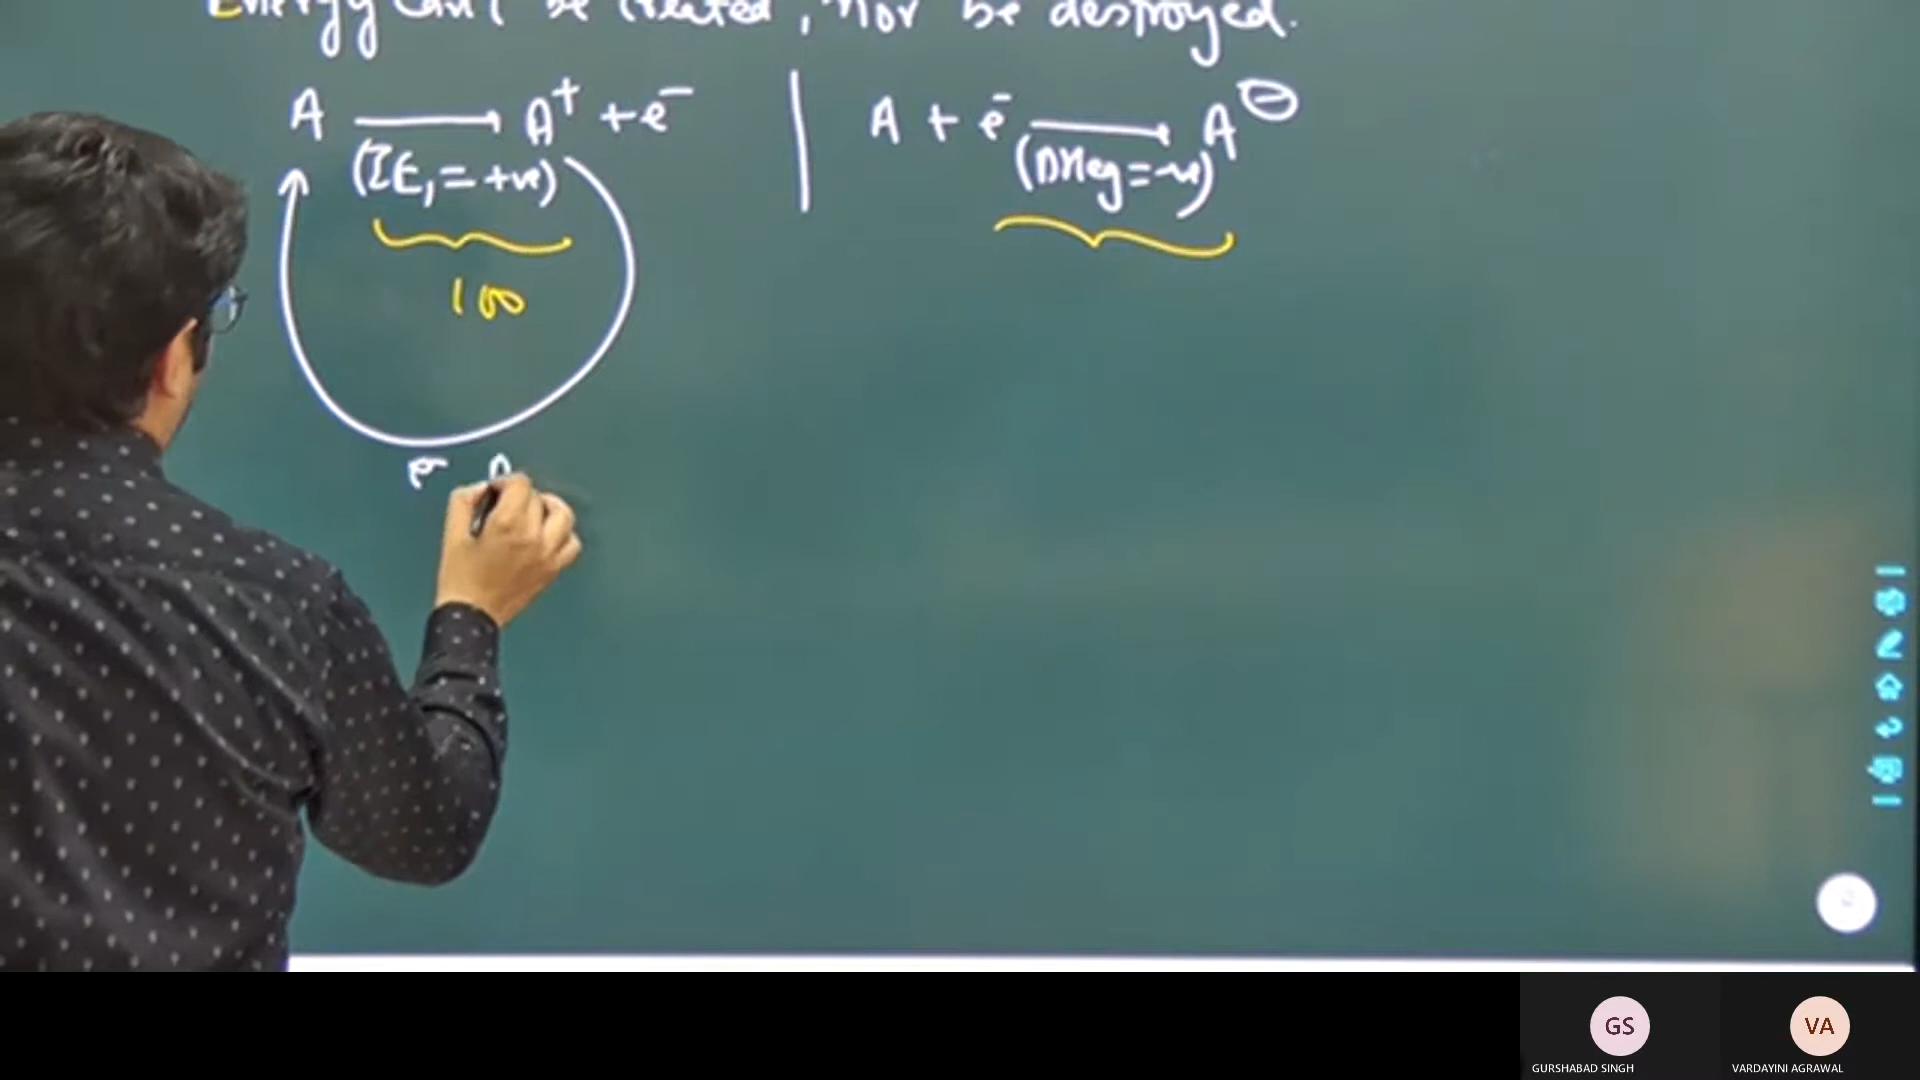 Energy can't be created, nor be destroyed.
A ⟶ A⁺ + e⁻ | A + e⁻ ⟶ A⊖
(IE₁ = +ve) (ΔHeg = -ve)
100
e⁻ A
GS VA
GURSHABAD SINGH VARDAYINI AGRAWAL